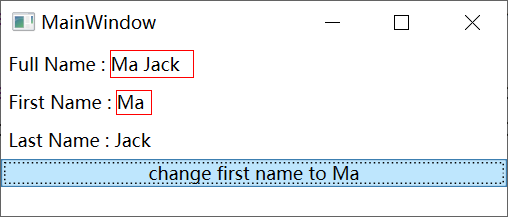 MainWindow
Full Name : Ma Jack
First Name : Ma
Last Name : Jack
change first name to Ma